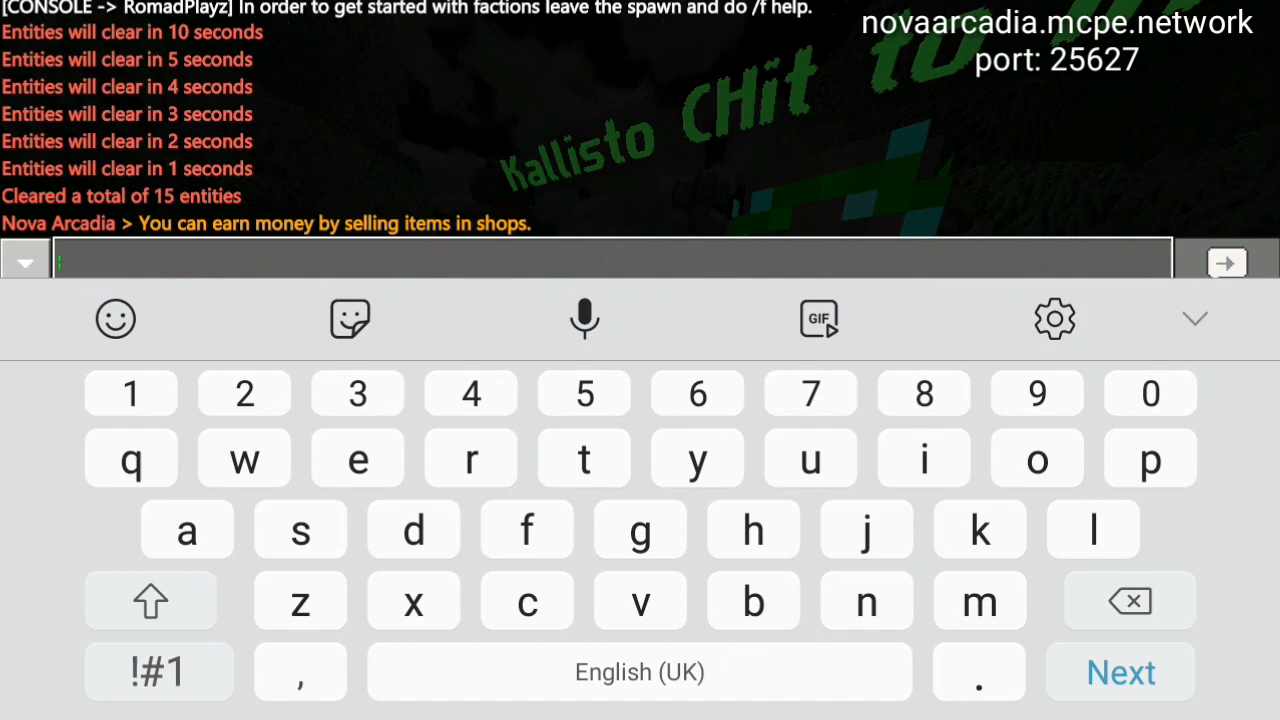 [CONSOLE -> RomadPlayz] In order to get started with factions leave the spawn and do /f help.
Entities will clear in 10 seconds
Entities will clear in 5 seconds
Entities will clear in 4 seconds
Entities will clear in 3 seconds
Entities will clear in 2 seconds
Entities will clear in 1 seconds
Cleared a total of 15 entities
Nova Arcadia > You can earn money by selling items in shops.
novaarcadia.mcpe.network
port: 25627
Kallisto CHit to
GIF
1 2 3 4 5 6 7 8 9 0
q w e r t y u i o p
a s d f g h j k l
z x c v b n m
!#1 , English (UK) . Next